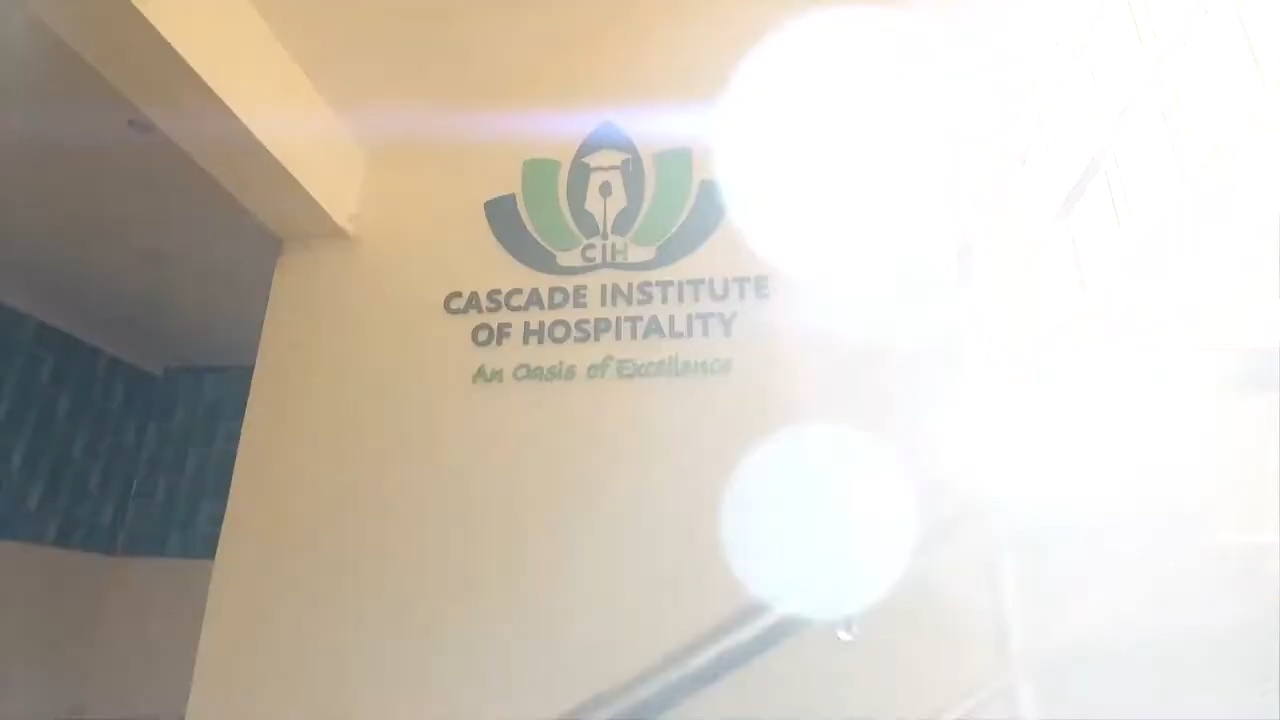 CIH
CASCADE INSTITUTE
OF HOSPITALITY
An Oasis of Excellence